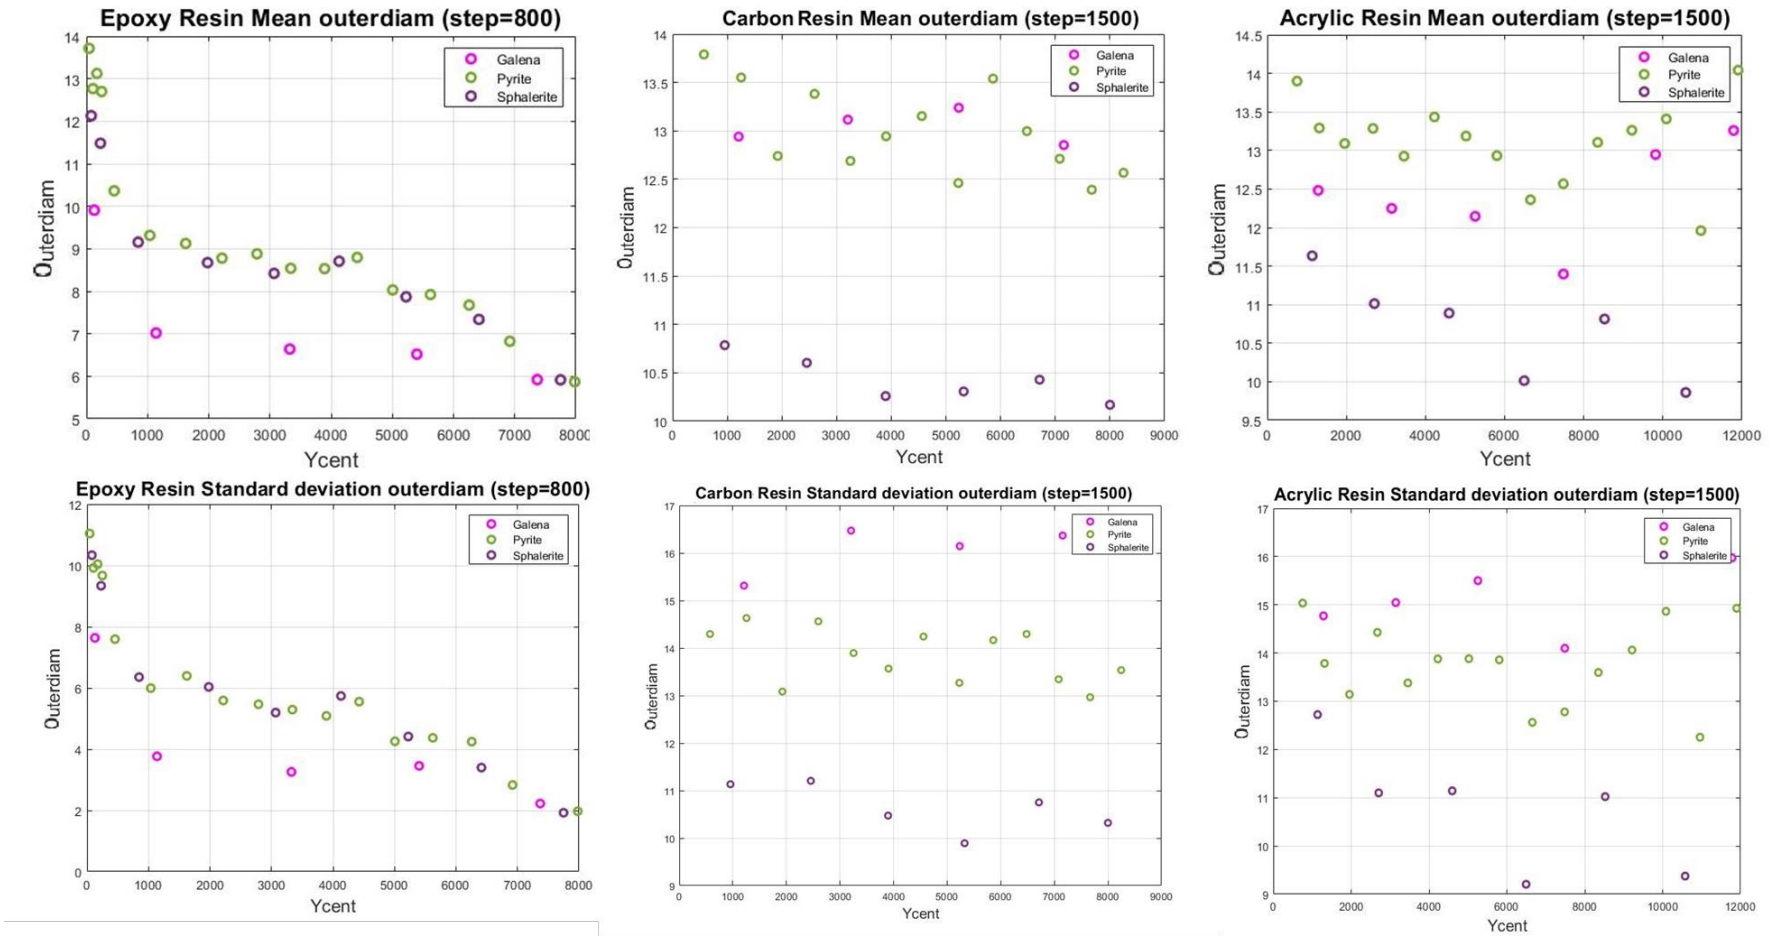 Epoxy Resin Mean outerdiam (step=800)
14
13
12
11
10
9
8
7
6
5
0 1000 2000 3000 4000 5000 6000 7000 8000
Outerdiam
Ycent
Galena
Pyrite
Sphalerite
Carbon Resin Mean outerdiam (step=1500)
14
13.5
13
12.5
12
11.5
11
10.5
10
0 1000 2000 3000 4000 5000 6000 7000 8000 9000
Outerdiam
Ycent
Galena
Pyrite
Sphalerite
Acrylic Resin Mean outerdiam (step=1500)
14.5
14
13.5
13
12.5
12
11.5
11
10.5
10
9.5
0 2000 4000 6000 8000 10000 12000
Outerdiam
Ycent
Galena
Pyrite
Sphalerite
Epoxy Resin Standard deviation outerdiam (step=800)
12
10
8
6
4
2
0
0 1000 2000 3000 4000 5000 6000 7000 8000
Outerdiam
Ycent
Galena
Pyrite
Sphalerite
Carbon Resin Standard deviation outerdiam (step=1500)
17
16
15
14
13
12
11
10
9
0 1000 2000 3000 4000 5000 6000 7000 8000 9000
Outerdiam
Ycent
Galena
Pyrite
Sphalerite
Acrylic Resin Standard deviation outerdiam (step=1500)
17
16
15
14
13
12
11
10
9
0 2000 4000 6000 8000 10000 12000
Outerdiam
Ycent
Galena
Pyrite
Sphalerite